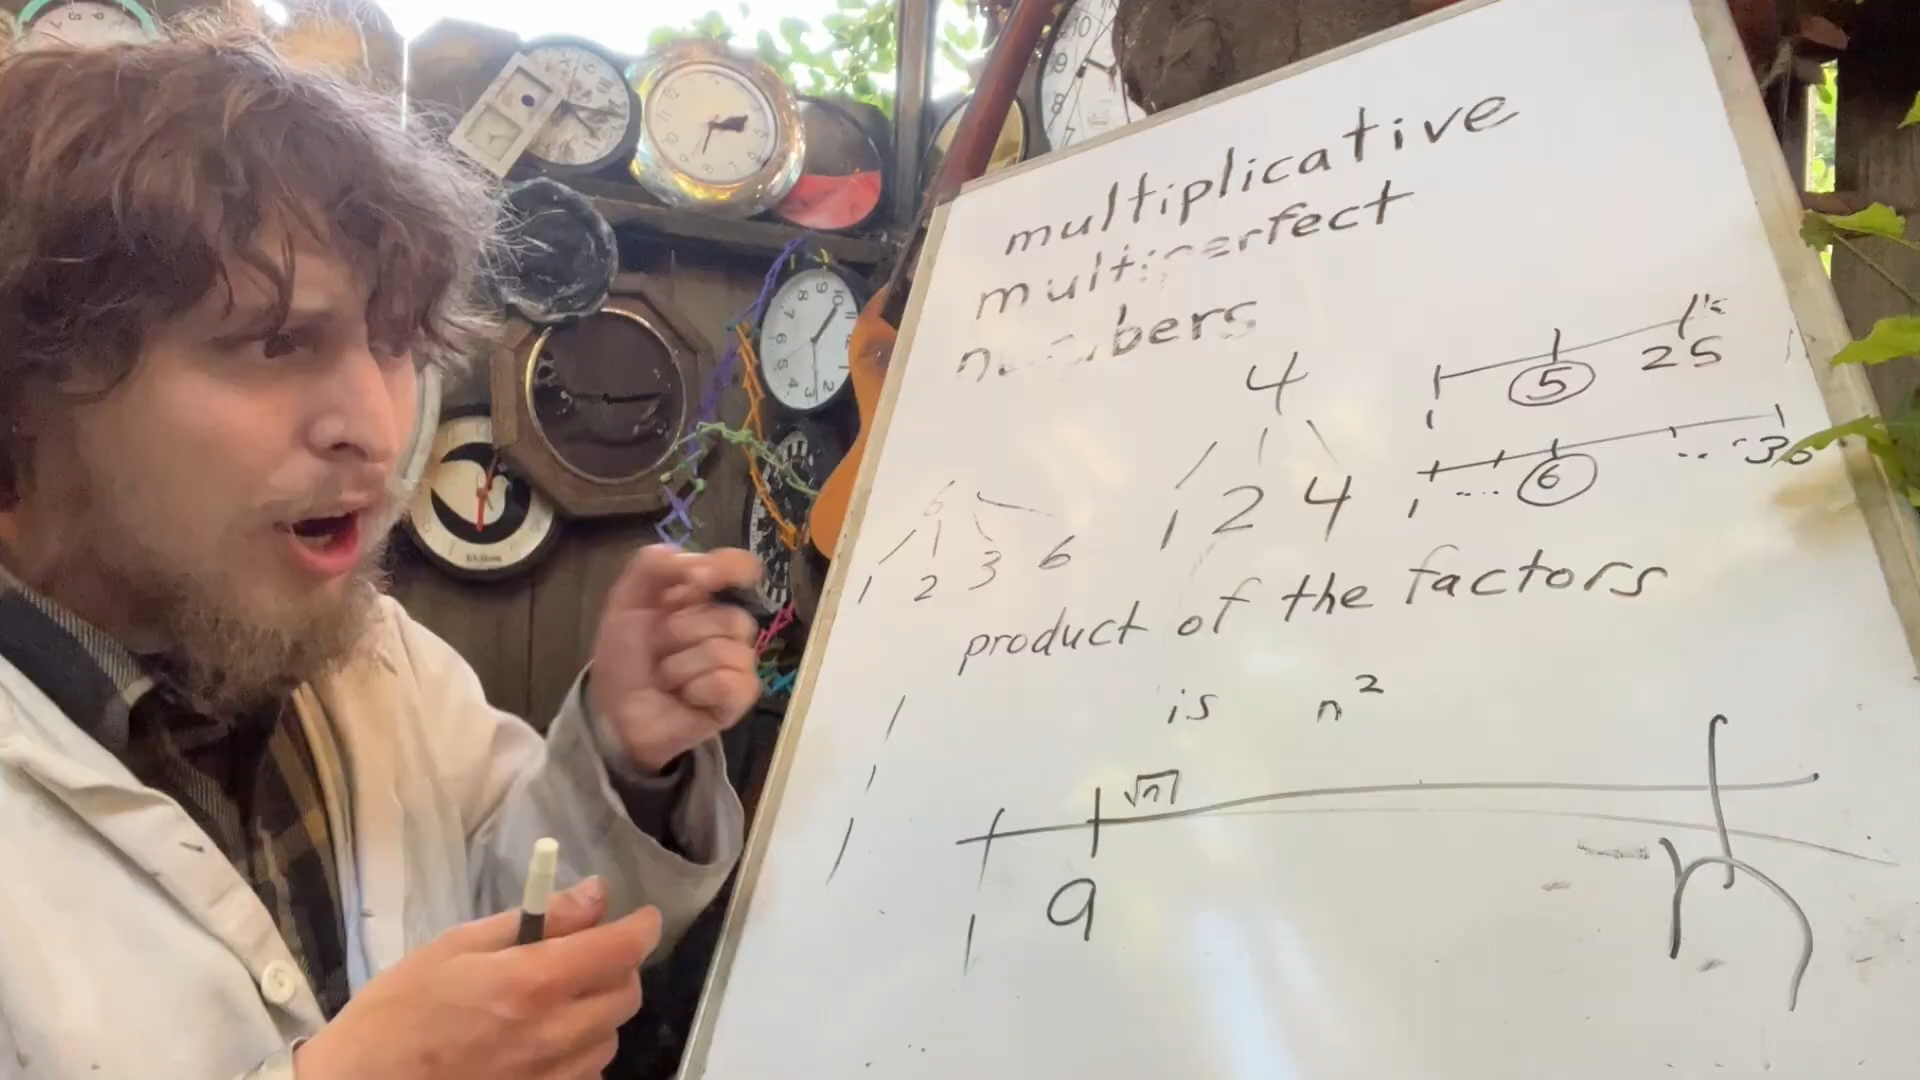 multiplicative
multiperfect
numbers
4
1 2 4
6
1 2 3 6
1 5 25
1 .... 6 ... 36
product of the factors
is n²
√n
1 a n